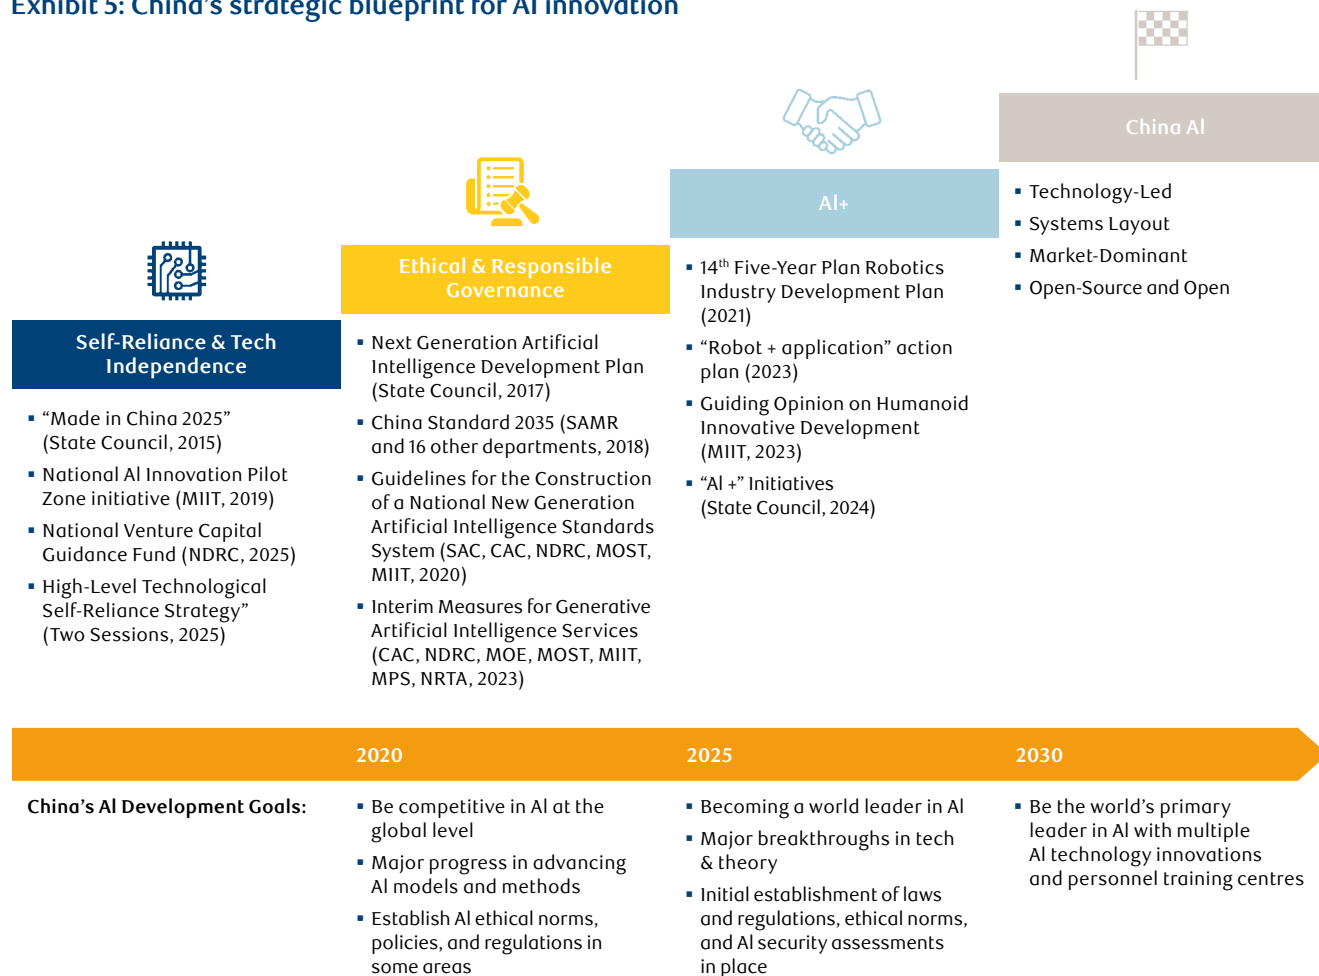 Exhibit 5: China's strategic blueprint for AI innovation
Self-Reliance & Tech
Independence
▪ “Made in China 2025”
(State Council, 2015)
▪ National AI Innovation Pilot
Zone initiative (MIIT, 2019)
▪ National Venture Capital
Guidance Fund (NDRC, 2025)
▪ High-Level Technological
Self-Reliance Strategy”
(Two Sessions, 2025)
Ethical & Responsible
Governance
▪ Next Generation Artificial
Intelligence Development Plan
(State Council, 2017)
▪ China Standard 2035 (SAMR
and 16 other departments, 2018)
▪ Guidelines for the Construction
of a National New Generation
Artificial Intelligence Standards
System (SAC, CAC, NDRC, MOST,
MIIT, 2020)
▪ Interim Measures for Generative
Artificial Intelligence Services
(CAC, NDRC, MOE, MOST, MIIT,
MPS, NRTA, 2023)
AI+
▪ 14th Five-Year Plan Robotics
Industry Development Plan
(2021)
▪ “Robot + application” action
plan (2023)
▪ Guiding Opinion on Humanoid
Innovative Development
(MIIT, 2023)
▪ “AI +” Initiatives
(State Council, 2024)
China AI
▪ Technology-Led
▪ Systems Layout
▪ Market-Dominant
▪ Open-Source and Open
2020
2025
2030
China’s AI Development Goals:
▪ Be competitive in AI at the
global level
▪ Major progress in advancing
AI models and methods
▪ Establish AI ethical norms,
policies, and regulations in
some areas
▪ Becoming a world leader in AI
▪ Major breakthroughs in tech
& theory
▪ Initial establishment of laws
and regulations, ethical norms,
and AI security assessments
in place
▪ Be the world’s primary
leader in AI with multiple
AI technology innovations
and personnel training centres